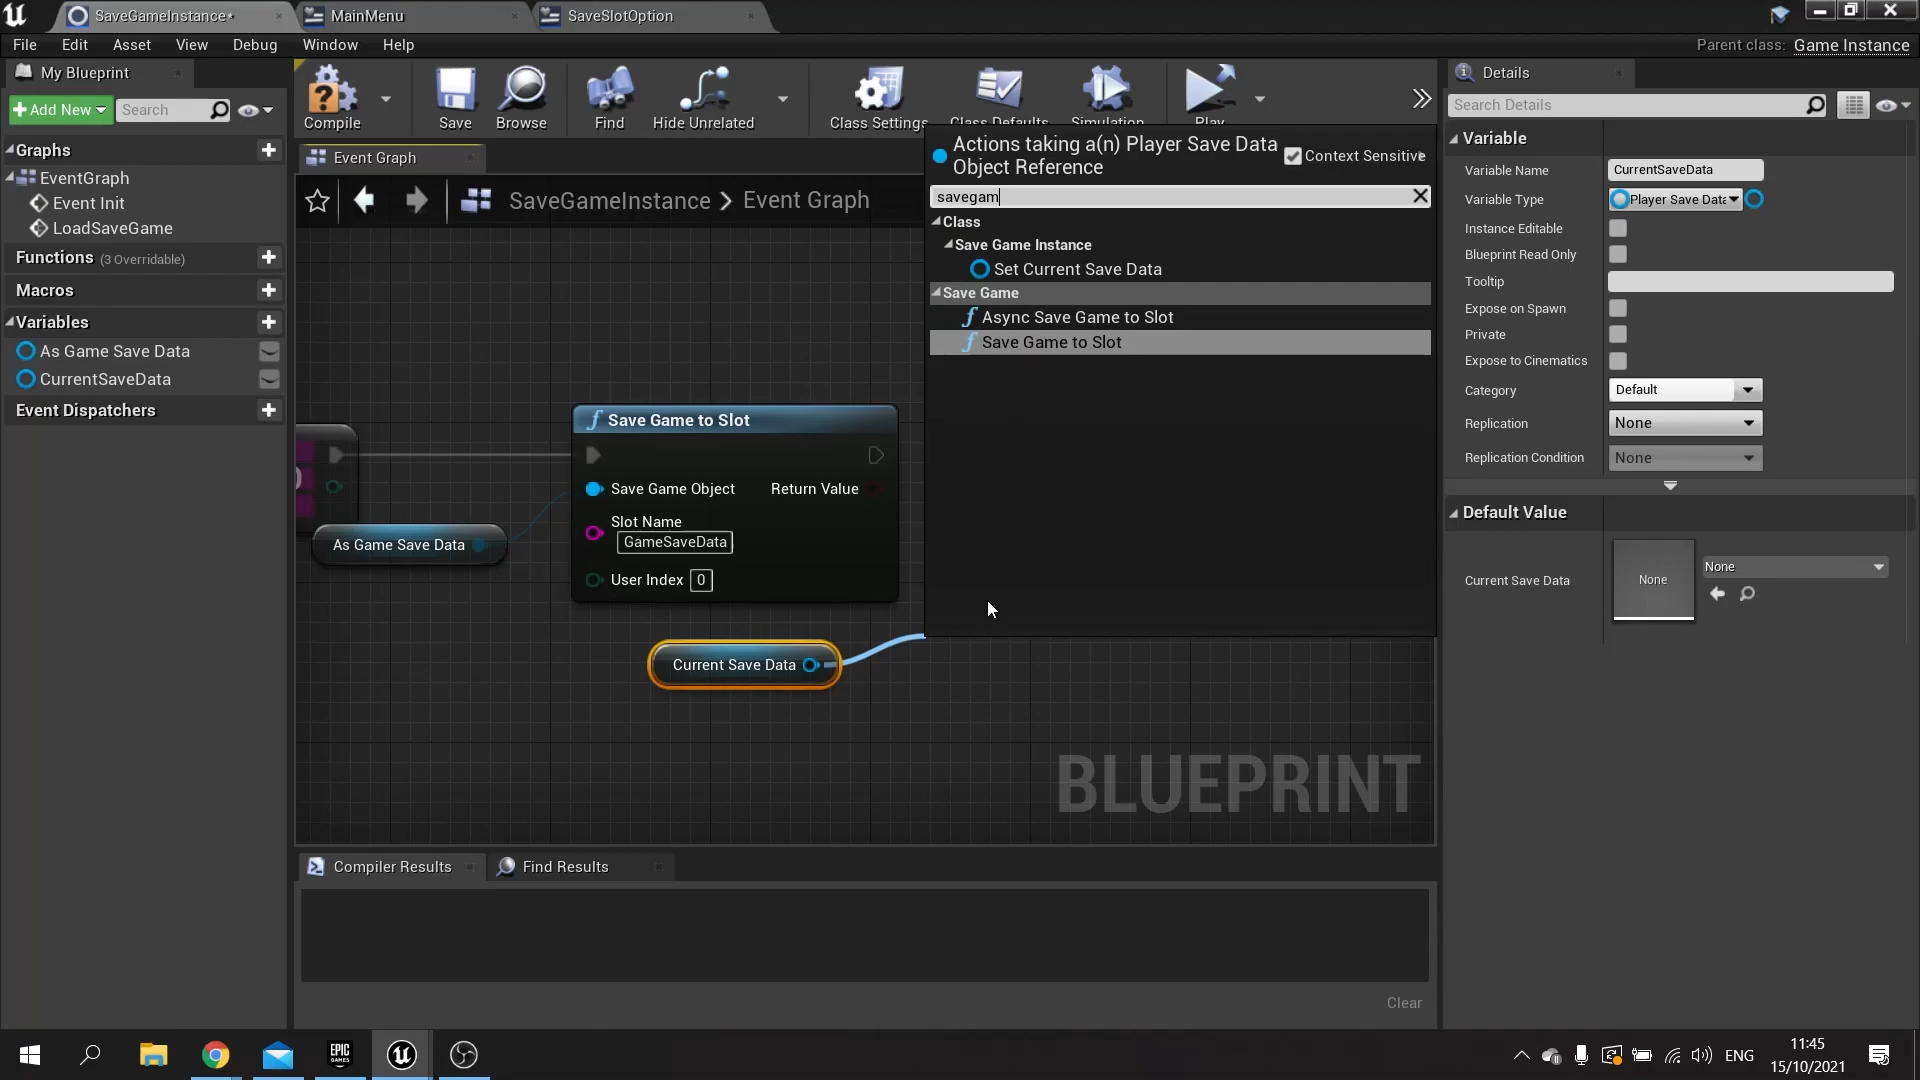 SaveGameInstance*
MainMenu
SaveSlotOption
File Edit Asset View Debug Window Help
Parent class: Game Instance
My Blueprint
Add New
Search
Graphs
EventGraph
Event Init
LoadSaveGame
Functions (3 Overridable)
Macros
Variables
As Game Save Data
CurrentSaveData
Event Dispatchers
Compile
Save
Browse
Find
Hide Unrelated
Class Settings
Class Defaults
Simulation
Play
Event Graph
SaveGameInstance > Event Graph
Actions taking a(n) Player Save Data
Object Reference
Context Sensitive
savegam
Class
Save Game Instance
Set Current Save Data
Save Game
Async Save Game to Slot
Save Game to Slot
Save Game to Slot
Save Game Object
Return Value
Slot Name
GameSaveData
User Index 0
As Game Save Data
Current Save Data
BLUEPRINT
Compiler Results
Find Results
Clear
Details
Search Details
Variable
Variable Name
CurrentSaveData
Variable Type
Player Save Data
Instance Editable
Blueprint Read Only
Tooltip
Expose on Spawn
Private
Expose to Cinematics
Category
Default
Replication
None
Replication Condition
None
Default Value
Current Save Data
None
None
EPIC
GAMES
ENG
11:45
15/10/2021